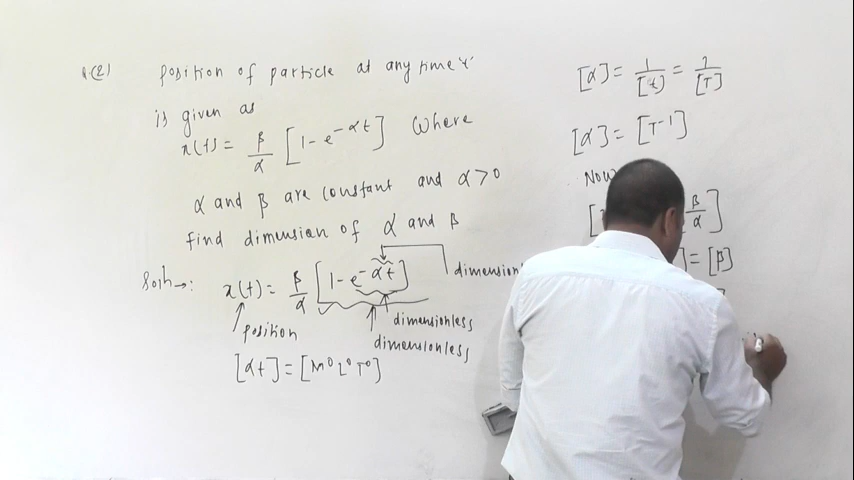 Q(2) position of particle at any time 't'
is given as
x(t) = β/α [1 - e^-αt] where
α and β are constant and α > 0
find dimension of α and β
Soln →: x(t) = β/α [1 - e^-αt]
position
dimensionless
dimensionless
[αt] = [M⁰L⁰T⁰]
[α] = 1/[t] = 1/[T]
[α] = [T⁻¹]
Now
β/α]
] = [β]